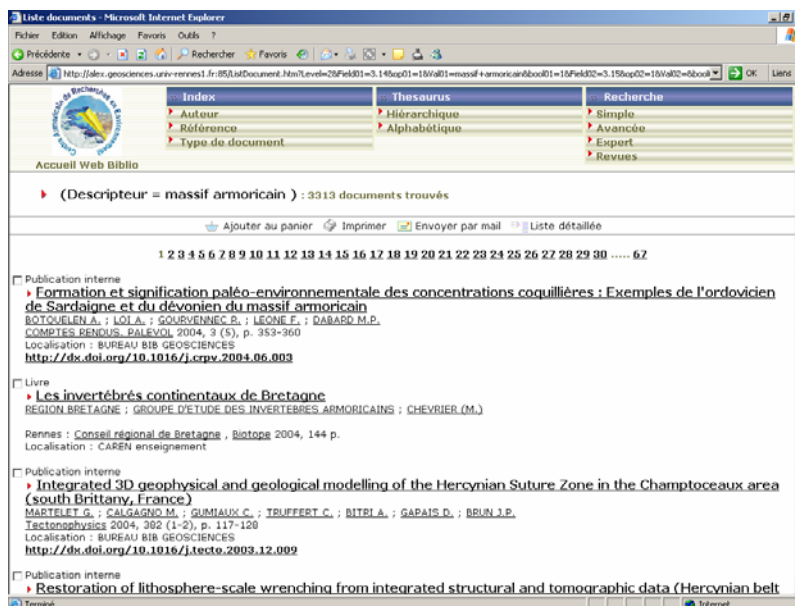 Liste documents - Microsoft Internet Explorer
Fichier Edition Affichage Favoris Outils ?
Précédente Rechercher Favoris
Adresse http://alex.geosciences.univ-rennes1.fr:85/ListDocument.htm?Level=2&Field01=3.14&op01=1&Val01=massif+armoricain&bool01=1&Field02=3.15&op02=1&Val02=&bool OK Liens
Centre Armoricain de Recherches en Environnement
Index Thesaurus Recherche
Auteur Hiérarchique Simple
Référence Alphabétique Avancée
Type de document Expert
Revues
Accueil Web Biblio
(Descripteur = massif armoricain ) : 3313 documents trouvés
Ajouter au panier Imprimer Envoyer par mail Liste détaillée
1 2 3 4 5 6 7 8 9 10 11 12 13 14 15 16 17 18 19 20 21 22 23 24 25 26 27 28 29 30 ..... 67
Publication interne
Formation et signification paléo-environnementale des concentrations coquillières : Exemples de l'ordovicien
de Sardaigne et du dévonien du massif armoricain
BOTQUELEN A. ; LOI A. ; GOURVENNEC R. ; LEONE F. ; DABARD M.P.
COMPTES RENDUS. PALEVOL 2004, 3 (5), p. 353-360
Localisation : BUREAU BIB GEOSCIENCES
http://dx.doi.org/10.1016/j.crpv.2004.06.003
Livre
Les invertébrés continentaux de Bretagne
REGION BRETAGNE ; GROUPE D'ETUDE DES INVERTEBRES ARMORICAINS ; CHEVRIER (M.)
Rennes : Conseil régional de Bretagne , Biotope 2004, 144 p.
Localisation : CAREN enseignement
Publication interne
Integrated 3D geophysical and geological modelling of the Hercynian Suture Zone in the Champtoceaux area
(south Brittany, France)
MARTELET G. ; CALGAGNO M. ; GUMIAUX C. ; TRUFFERT C. ; BITRI A. ; GAPAIS D. ; BRUN J.P.
Tectonophysics 2004, 382 (1-2), p. 117-128
Localisation : BUREAU BIB GEOSCIENCES
http://dx.doi.org/10.1016/j.tecto.2003.12.009
Publication interne
Restoration of lithosphere-scale wrenching from integrated structural and tomographic data (Hercynian belt
Terminé Internet